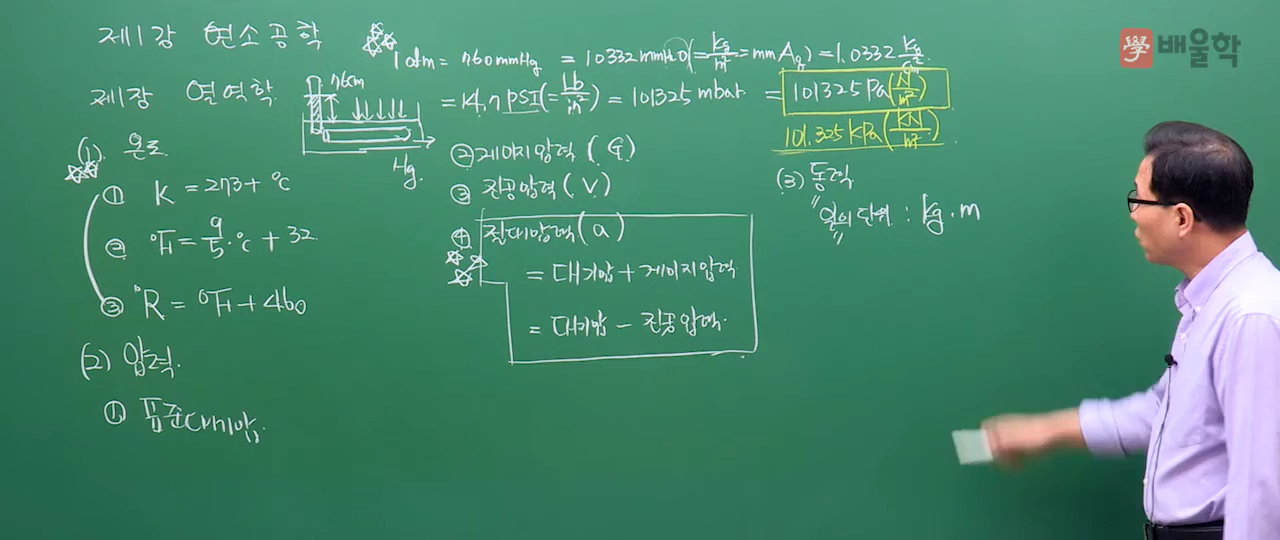 제1강 연소공학
제1장 열역학
(1) 온도
① K = 273 + ℃
② ℉ = 9/5 · ℃ + 32
③ °R = ℉ + 460
(2) 압력
① 표준대기압
76cm
Hg
1atm = 760mmHg = 10332mmH₂O(= kg/m² = mmAq) = 1.0332 kg/cm²
= 14.7 PSI(= Lb/in²) = 101325 mbar = 101325 Pa(N/m²)
101.325 kPa(kN/m²)
② 게이지압력(G)
③ 진공압력(V)
④ 절대압력(a)
= 대기압 + 게이지압력
= 대기압 - 진공압력
(3) 동력
"일의 단위 : kg·m
"
學 배울학